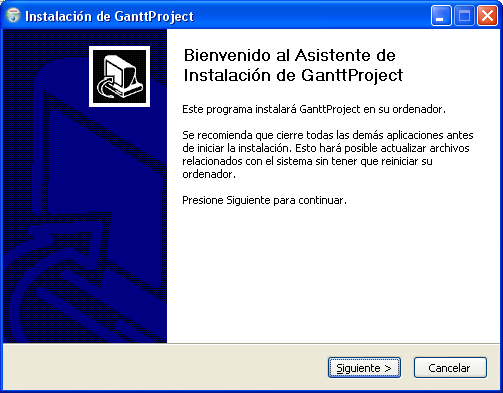 Instalación de GanttProject
Bienvenido al Asistente de
Instalación de GanttProject
Este programa instalará GanttProject en su ordenador.
Se recomienda que cierre todas las demás aplicaciones antes
de iniciar la instalación. Esto hará posible actualizar archivos
relacionados con el sistema sin tener que reiniciar su
ordenador.
Presione Siguiente para continuar.
Siguiente >
Cancelar